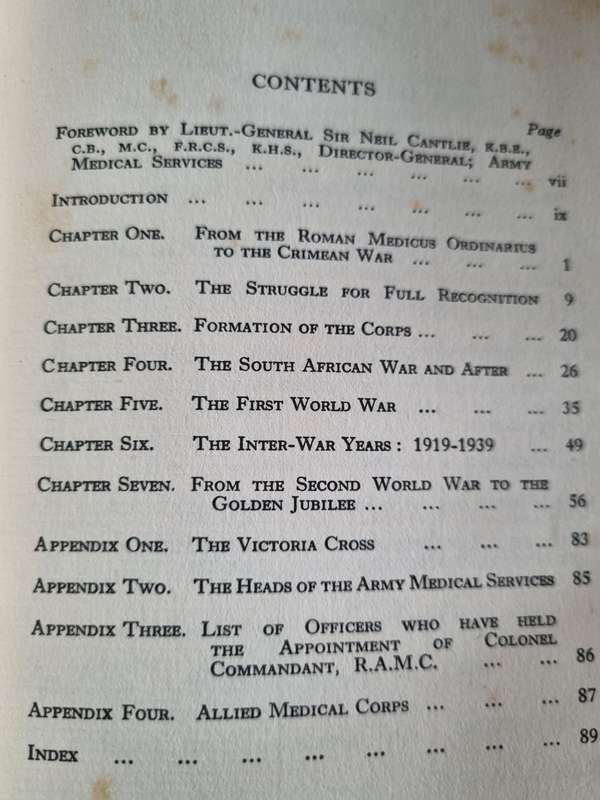 CONTENTS
Page
FOREWORD BY LIEUT.-GENERAL SIR NEIL CANTLIE, K.B.E.,
C.B., M.C., F.R.C.S., K.H.S., DIRECTOR-GENERAL; ARMY
MEDICAL SERVICES ... ... ... ... ... ... vii
INTRODUCTION ... ... ... ... ... ... ... ix
CHAPTER ONE. FROM THE ROMAN MEDICUS ORDINARIUS
TO THE CRIMEAN WAR ... ... ... 1
CHAPTER TWO. THE STRUGGLE FOR FULL RECOGNITION 9
CHAPTER THREE. FORMATION OF THE CORPS ... ... ... 20
CHAPTER FOUR. THE SOUTH AFRICAN WAR AND AFTER ... 26
CHAPTER FIVE. THE FIRST WORLD WAR ... ... ... 35
CHAPTER SIX. THE INTER-WAR YEARS : 1919-1939 ... 49
CHAPTER SEVEN. FROM THE SECOND WORLD WAR TO THE
GOLDEN JUBILEE ... ... ... ... 56
APPENDIX ONE. THE VICTORIA CROSS ... ... ... 83
APPENDIX TWO. THE HEADS OF THE ARMY MEDICAL SERVICES 85
APPENDIX THREE. LIST OF OFFICERS WHO HAVE HELD
THE APPOINTMENT OF COLONEL
COMMANDANT, R.A.M.C. ... ... 86
APPENDIX FOUR. ALLIED MEDICAL CORPS ... ... ... 87
INDEX ... ... ... ... ... ... ... ... 89